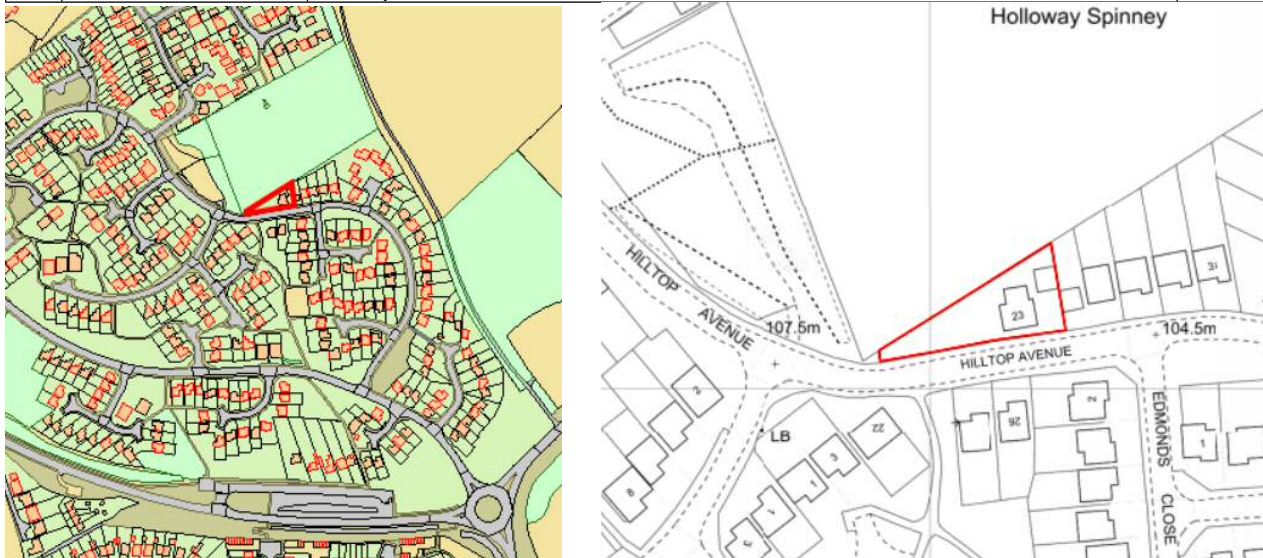 Holloway Spinney
HILLTOP
AVENUE
107.5m
23
31
104.5m
HILLTOP AVENUE
2
22
26
2
LB
EDMONDS
CLOSE
1